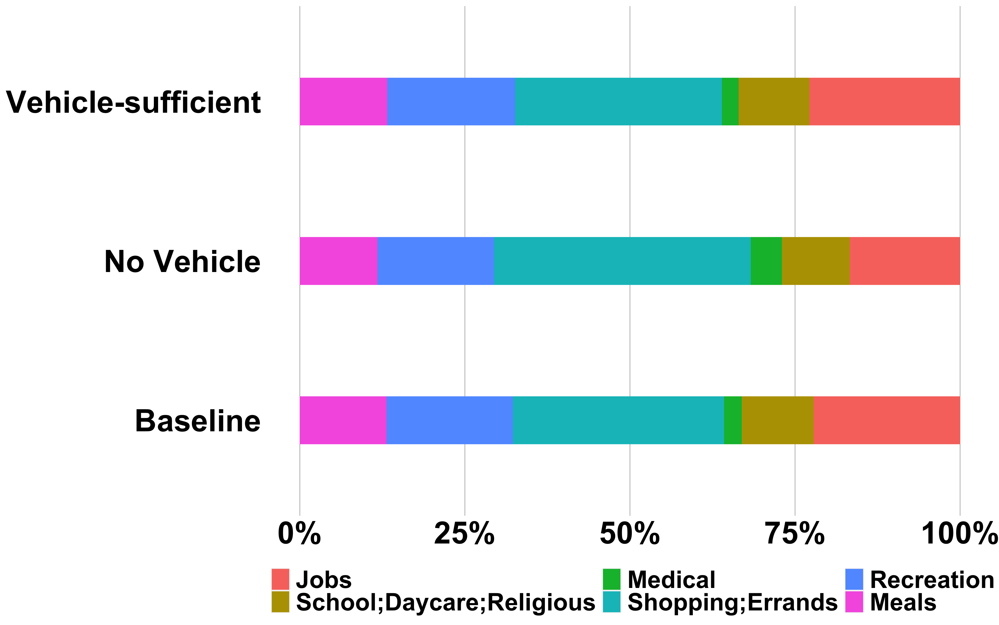 Vehicle-sufficient
No Vehicle
Baseline
0% 25% 50% 75% 100%
Jobs Medical Recreation
School;Daycare;Religious Shopping;Errands Meals